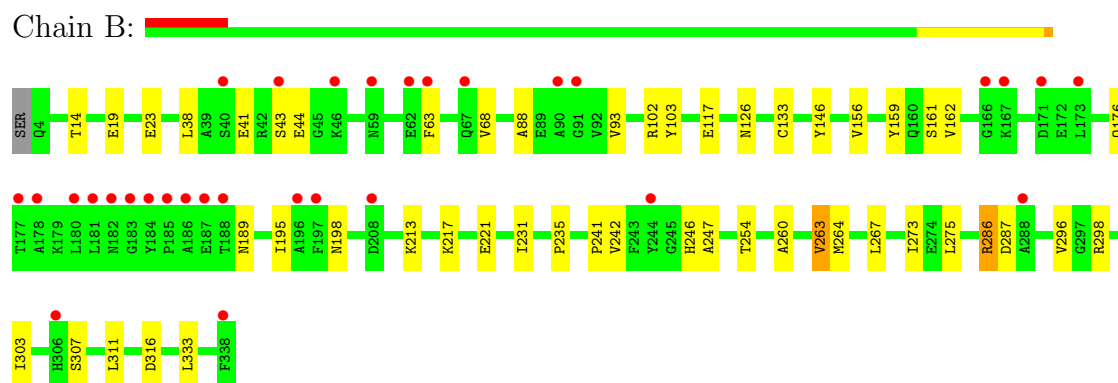 Chain B:
SER Q4 T14 E19 E23 L38 A39 S40 E41 R42 S43 E44 G45 K46 N59 E62 F63 Q67 V68 A88 E89 A90 G91 V92 V93 R102 Y103 E117 N126 C133 Y146 V156 Y159 Q160 S161 V162 G166 K167 D171 E172 L173
T177 A178 K179 L180 L181 N182 G183 Y184 P185 A186 E187 T188 N189 I195 A196 F197 N198 D208 K213 K217 E221 I231 P235 P241 V242 F243 Y244 G245 H246 A247 T254 A260 V263 M264 L267 I273 E274 L275 R286 D287 A288 V296 G297 R298
I303 H306 S307 L311 D316 L333 F338